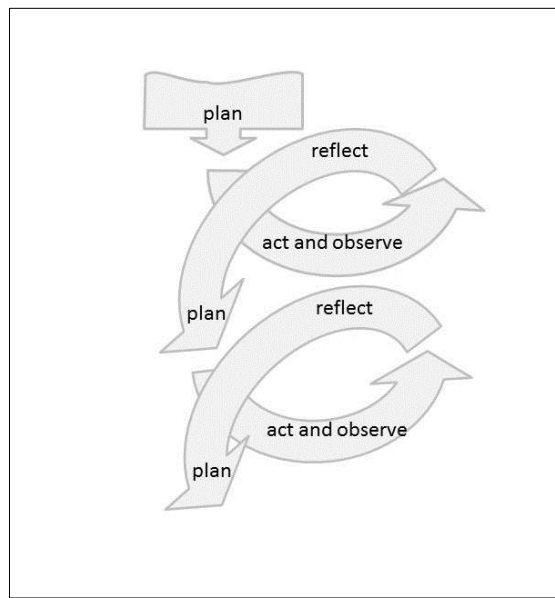 plan
reflect
act and observe
plan
reflect
act and observe
plan